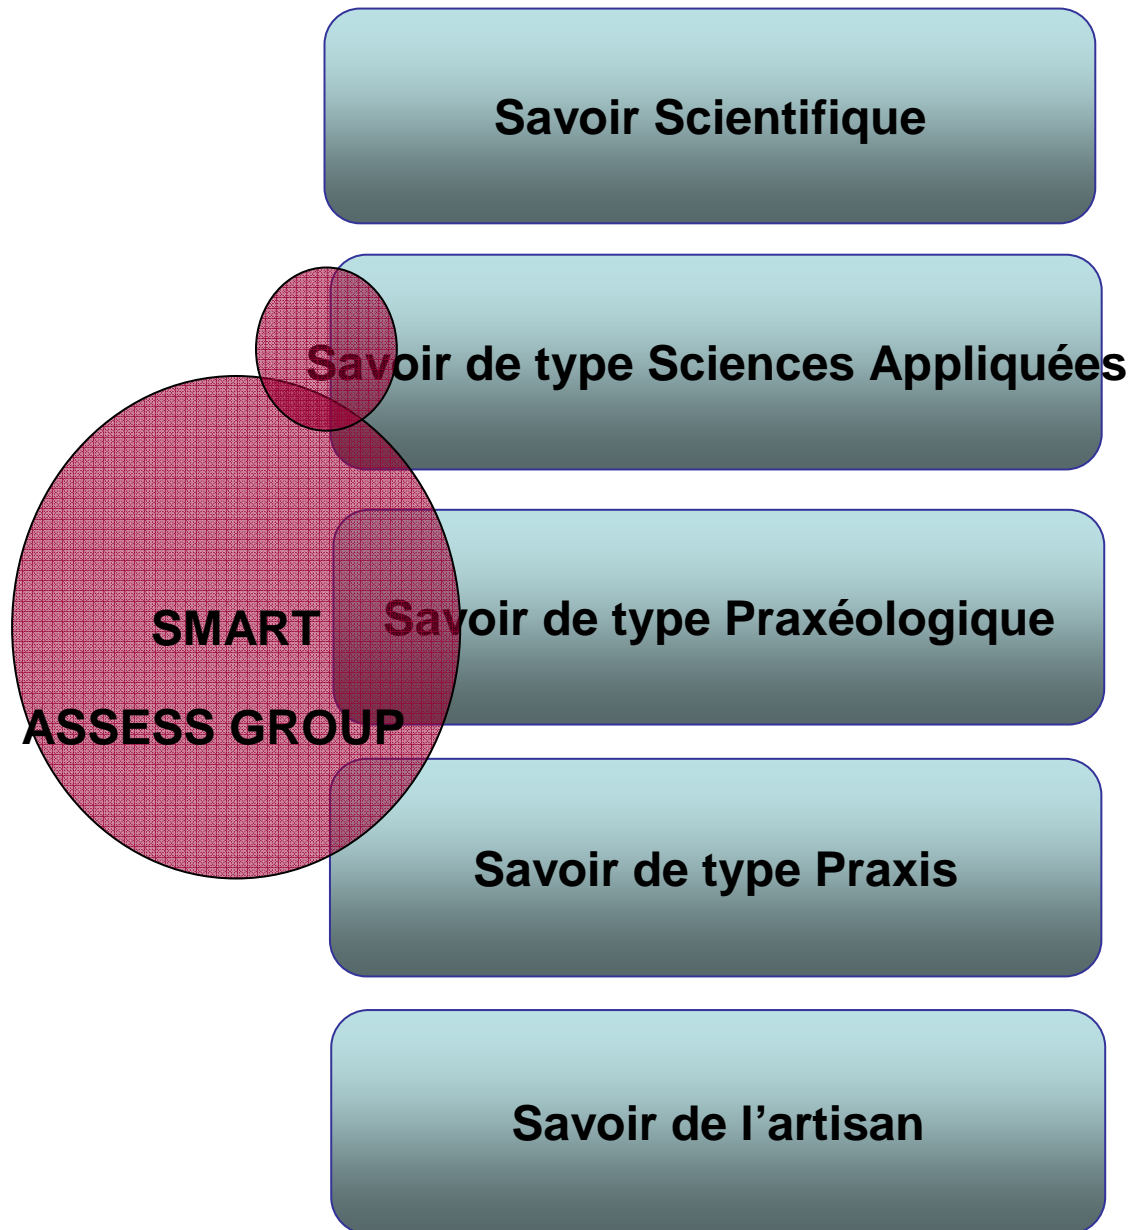 Savoir Scientifique
Savoir de type Sciences Appliquées
SMART
Savoir de type Praxéologique
ASSESS GROUP
Savoir de type Praxis
Savoir de l’artisan